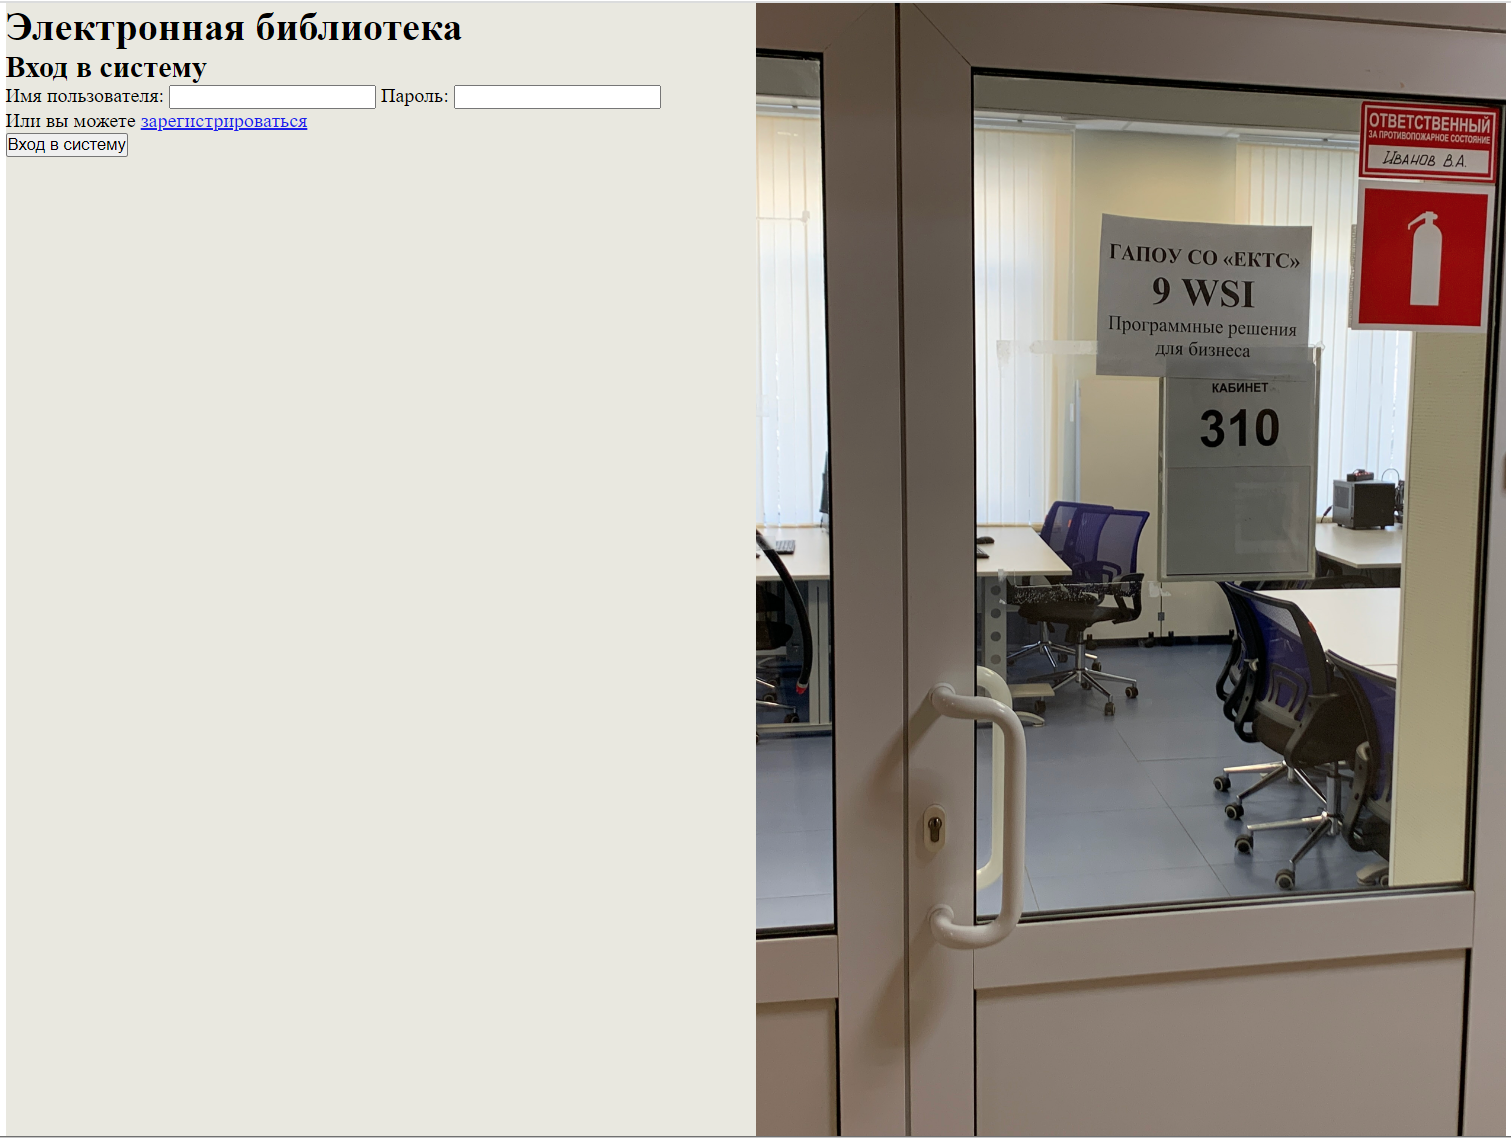 Электронная библиотека
Вход в систему
Имя пользователя: Пароль:
Или вы можете зарегистрироваться
Вход в систему
ОТВЕТСТВЕННЫЙ
ЗА ПРОТИВОПОЖАРНОЕ СОСТОЯНИЕ
Иванов В.А.
ГАПОУ СО «ЕКТС»
9 WSI
Программные решения
для бизнеса
КАБИНЕТ
310